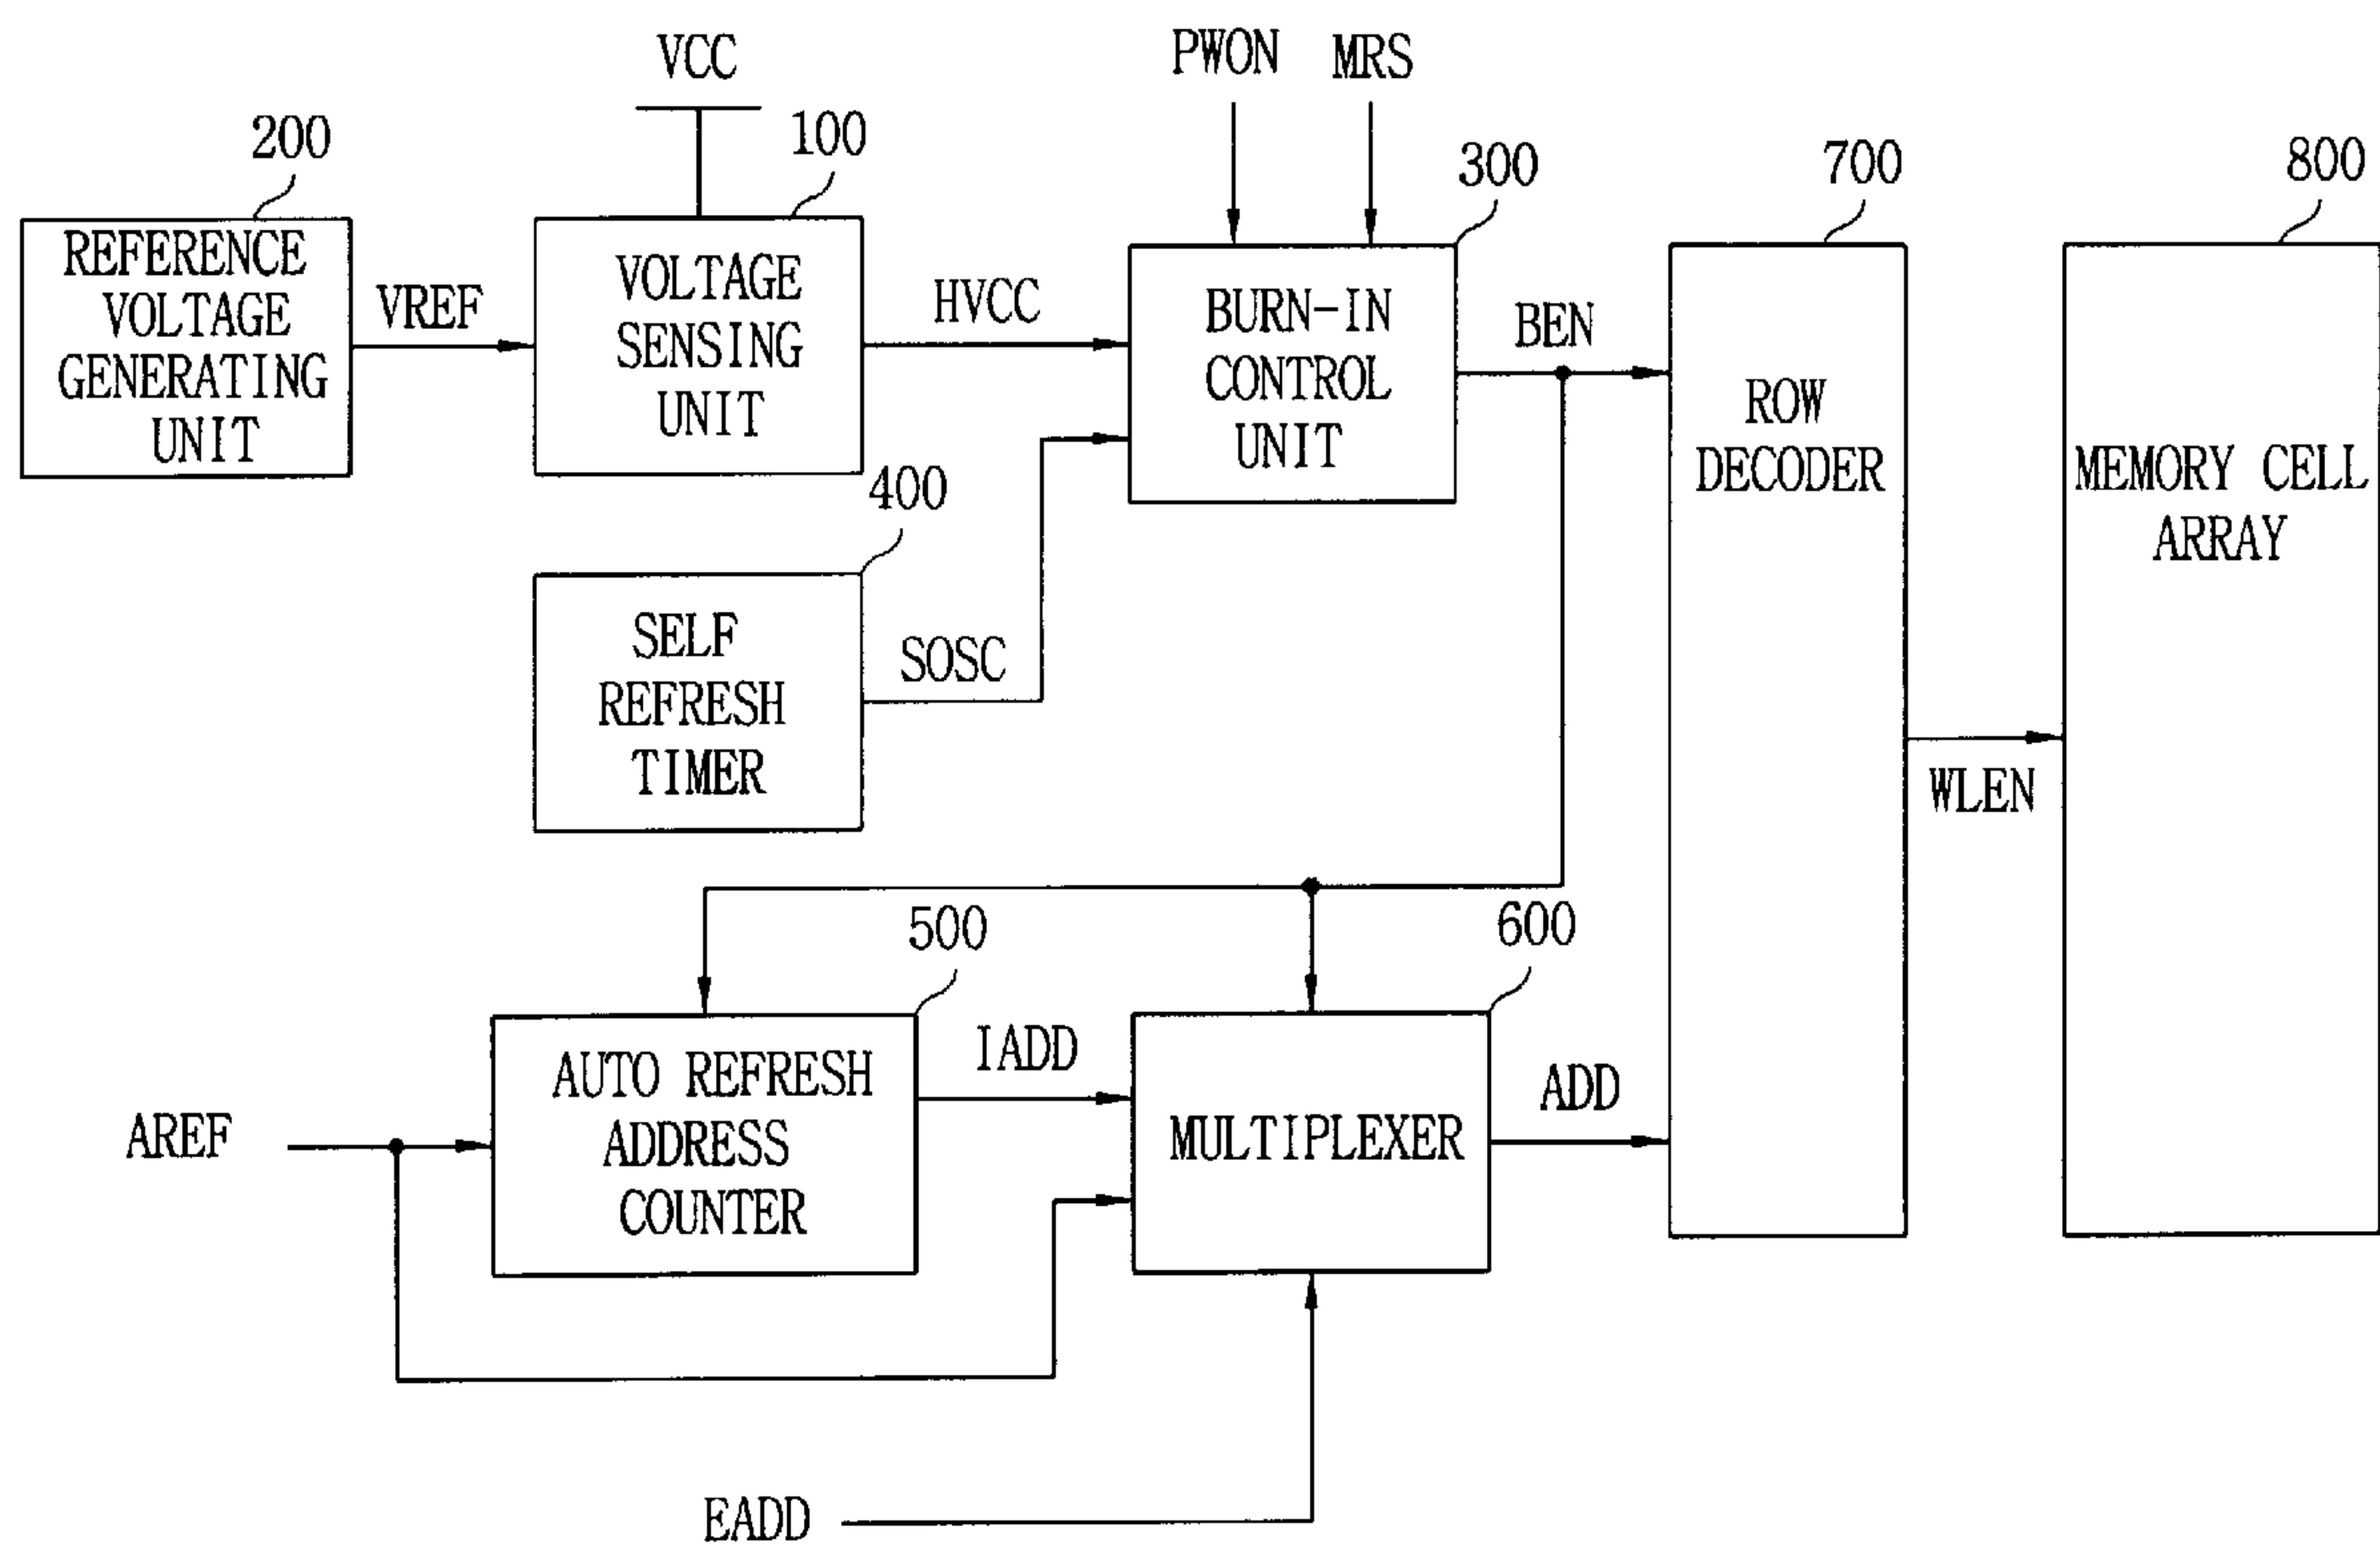 VCC
PWON
MRS
200
100
300
700
800
REFERENCE
VOLTAGE
GENERATING
UNIT
VREF
VOLTAGE
SENSING
UNIT
HVCC
BURN-IN
CONTROL
UNIT
BEN
ROW
DECODER
MEMORY CELL
ARRAY
400
SELF
REFRESH
TIMER
SOSC
WLEN
500
600
AREF
AUTO REFRESH
ADDRESS
COUNTER
IADD
MULTIPLEXER
ADD
EADD